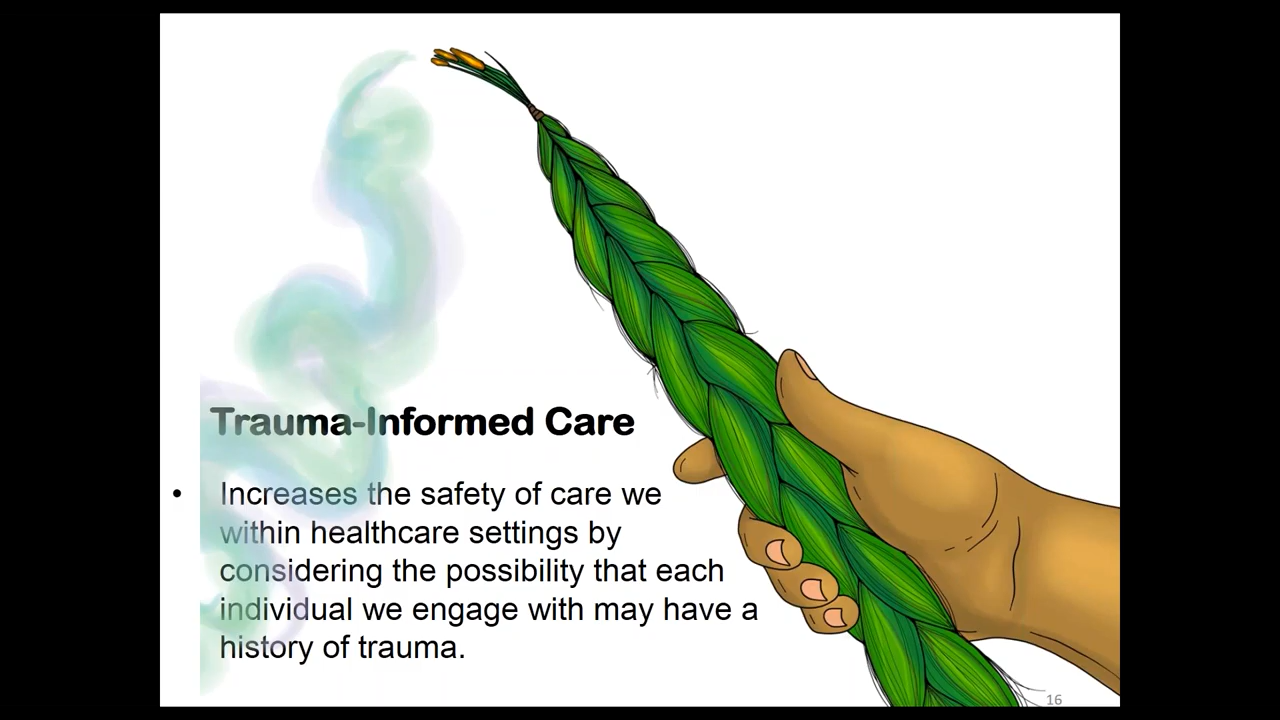 Trauma-Informed Care
• Increases the safety of care we
within healthcare settings by
considering the possibility that each
individual we engage with may have a
history of trauma.
16